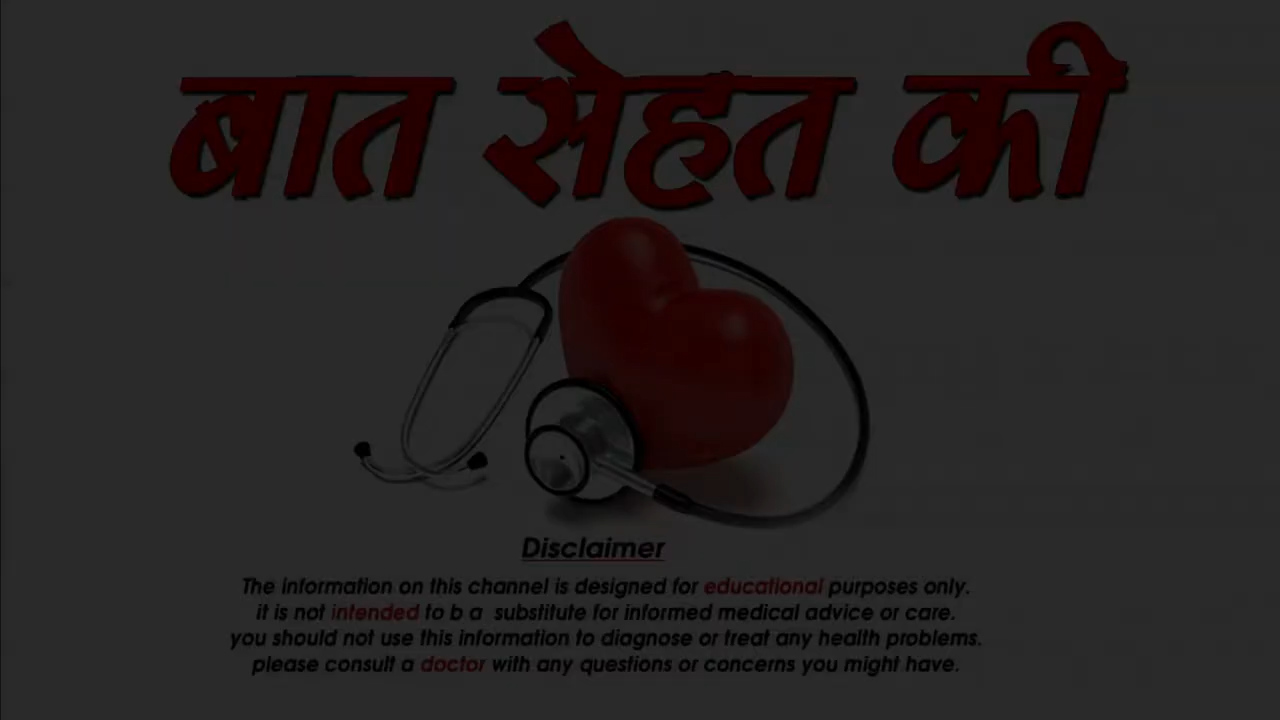 बात सेहत की
Disclaimer
The information on this channel is designed for educational purposes only.
it is not intended to b a substitute for informed medical advice or care.
you should not use this information to diagnose or treat any health problems.
please consult a doctor with any questions or concerns you might have.